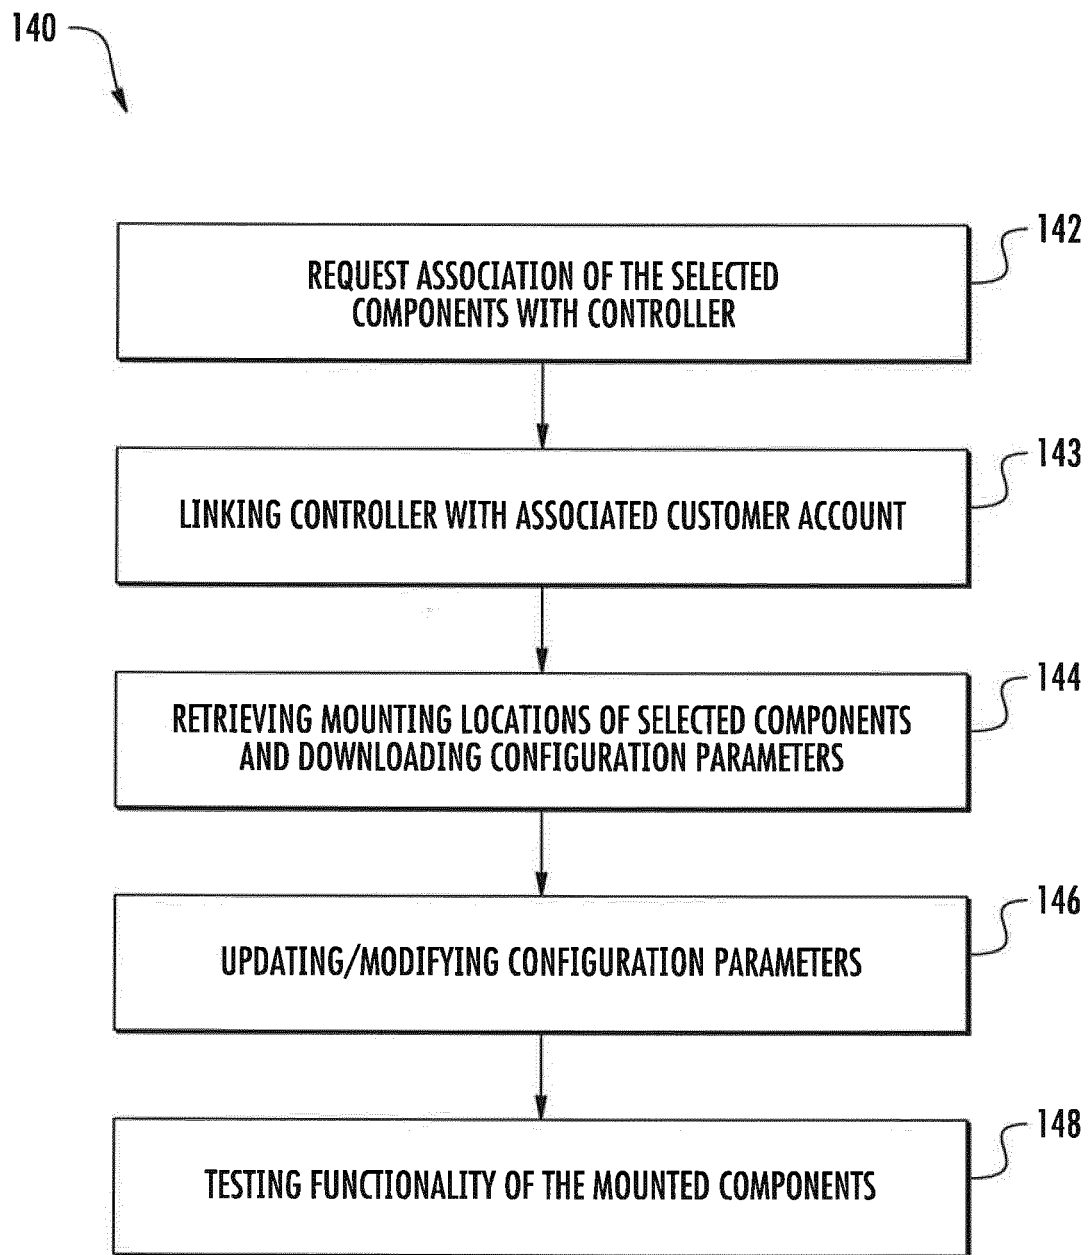 140
142
REQUEST ASSOCIATION OF THE SELECTED
COMPONENTS WITH CONTROLLER
143
LINKING CONTROLLER WITH ASSOCIATED CUSTOMER ACCOUNT
144
RETRIEVING MOUNTING LOCATIONS OF SELECTED COMPONENTS
AND DOWNLOADING CONFIGURATION PARAMETERS
146
UPDATING/MODIFYING CONFIGURATION PARAMETERS
148
TESTING FUNCTIONALITY OF THE MOUNTED COMPONENTS